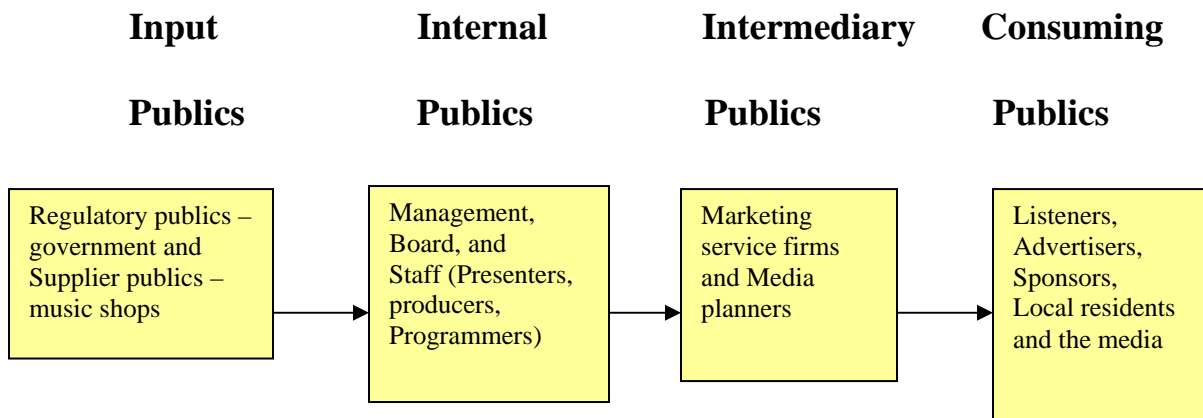 Input Internal Intermediary Consuming
Publics Publics Publics Publics
Regulatory publics –
government and
Supplier publics –
music shops
Management,
Board, and
Staff (Presenters,
producers,
Programmers)
Marketing
service firms
and Media
planners
Listeners,
Advertisers,
Sponsors,
Local residents
and the media